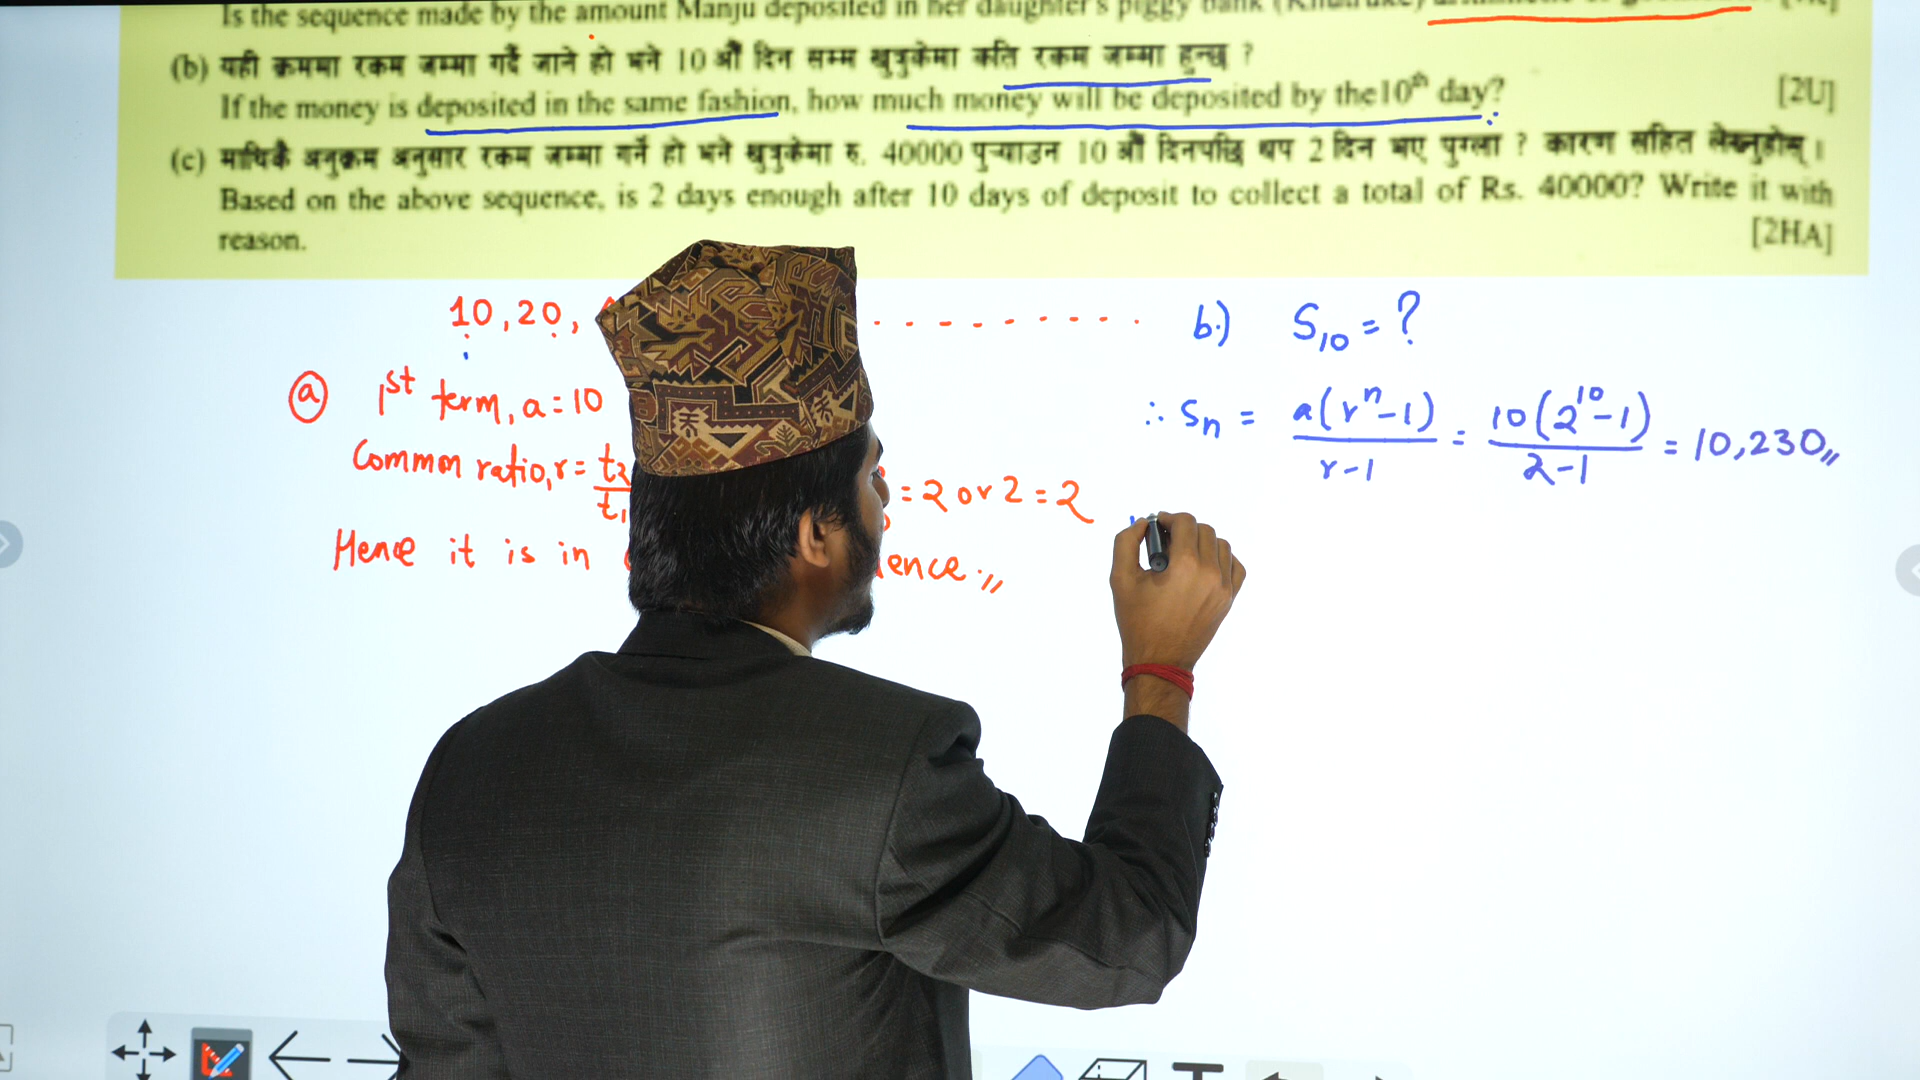 Is the sequence made by the amount Manju deposited in her daughter's piggy bank
(b) यही क्रममा रकम जम्मा गर्दै जाने हो भने 10 औं दिन सम्म खुत्रुकेमा कति रकम जम्मा हुन्छ ?
If the money is deposited in the same fashion, how much money will be deposited by the 10th day? [2U]
(c) माथिकै अनुक्रम अनुसार रकम जम्मा गर्ने हो भने खुत्रुकेमा रु. 40000 पुऱ्याउन 10 औं दिनपछि थप 2 दिन भए पुग्ला ? कारण सहित लेख्नुहोस् ।
Based on the above sequence, is 2 days enough after 10 days of deposit to collect a total of Rs. 40000? Write it with
reason. [2HA]
10, 20, . . . . . . . . .
ⓐ 1st term, a = 10
Common ratio, r = t2/t1 = 2 or 2 = 2
Hence it is in
b.) S10 = ?
∴ Sn = a(r^n-1)/r-1 = 10(2^10-1)/2-1 = 10,230,,